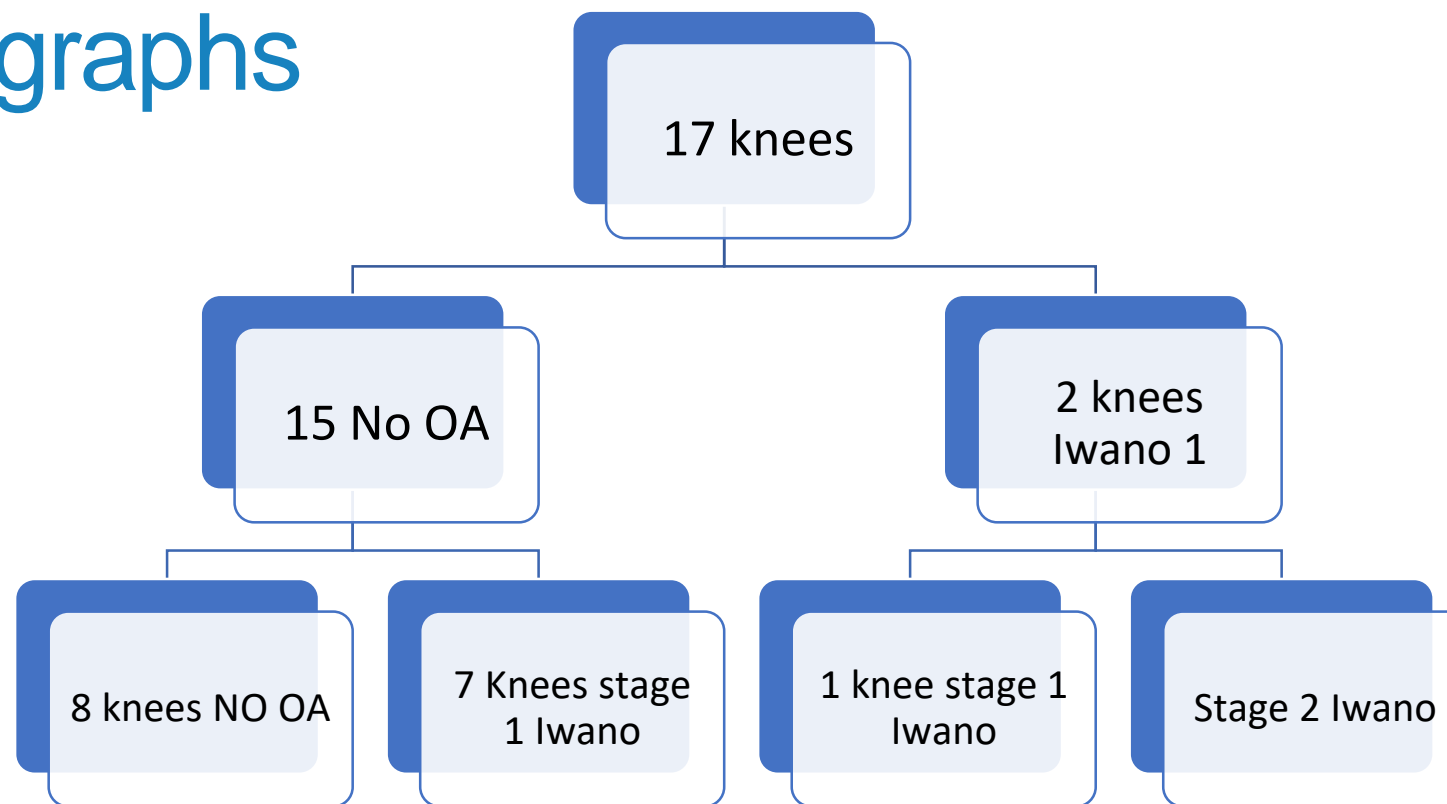 graphs
17 knees
15 No OA
2 knees
Iwano 1
8 knees NO OA
7 Knees stage
1 Iwano
1 knee stage 1
Iwano
Stage 2 Iwano